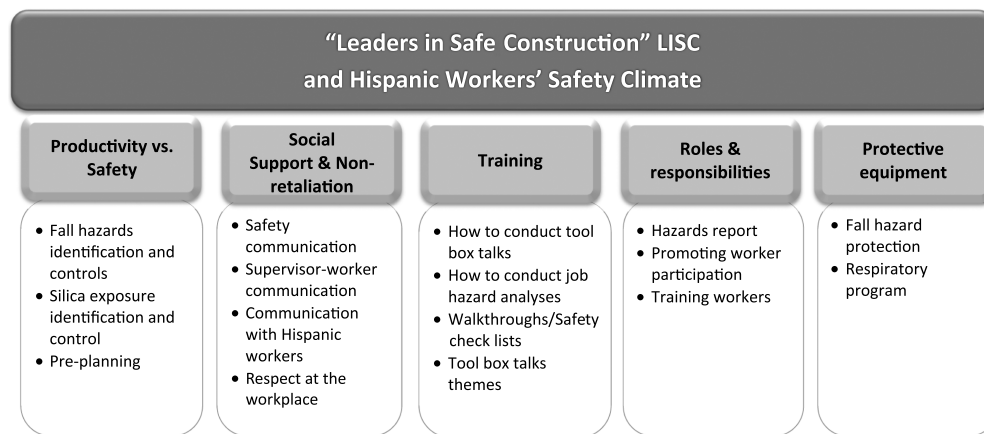 “Leaders in Safe Construction” LISC
and Hispanic Workers’ Safety Climate
Productivity vs.
Safety
• Fall hazards
identification and
controls
• Silica exposure
identification and
control
• Pre-planning
Social
Support & Non-
retaliation
• Safety
communication
• Supervisor-worker
communication
• Communication
with Hispanic
workers
• Respect at the
workplace
Training
• How to conduct tool
box talks
• How to conduct job
hazard analyses
• Walkthroughs/Safety
check lists
• Tool box talks
themes
Roles &
responsibilities
• Hazards report
• Promoting worker
participation
• Training workers
Protective
equipment
• Fall hazard
protection
• Respiratory
program